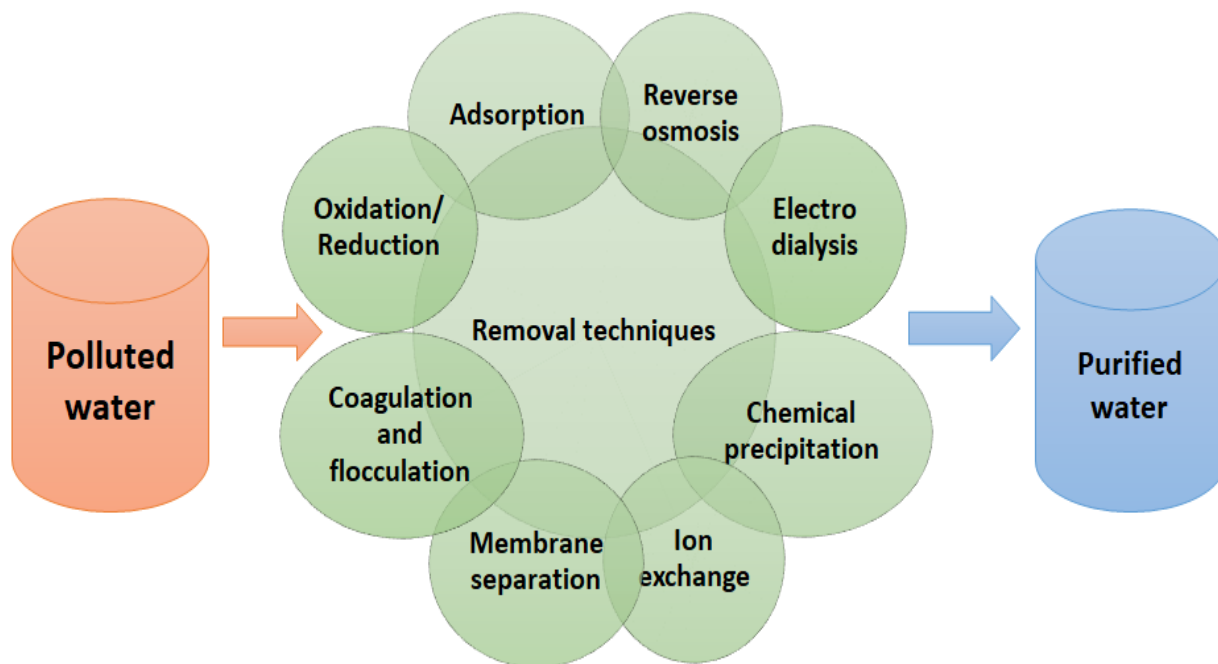 Adsorption
Reverse
osmosis
Oxidation/
Reduction
Electro
dialysis
Polluted
water
Removal techniques
Purified
water
Coagulation
and
flocculation
Chemical
precipitation
Membrane
separation
Ion
exchange